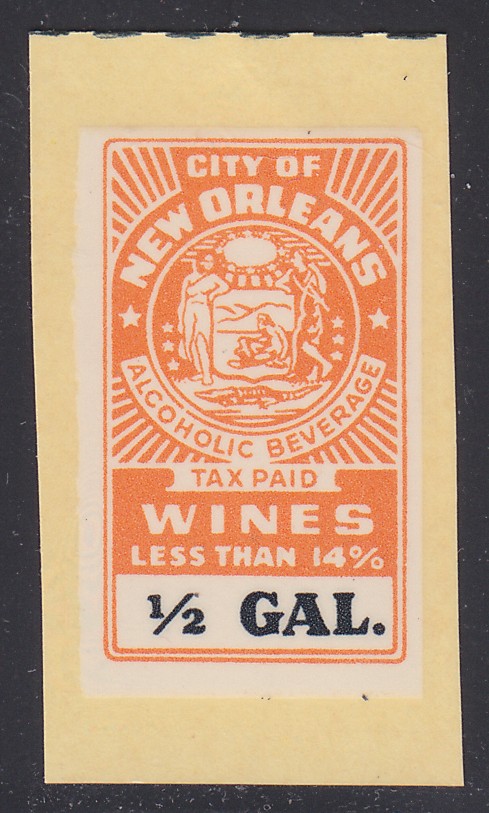 CITY OF
NEW ORLEANS
ALCOHOLIC BEVERAGE
TAX PAID
WINES
LESS THAN 14%
1/2 GAL.